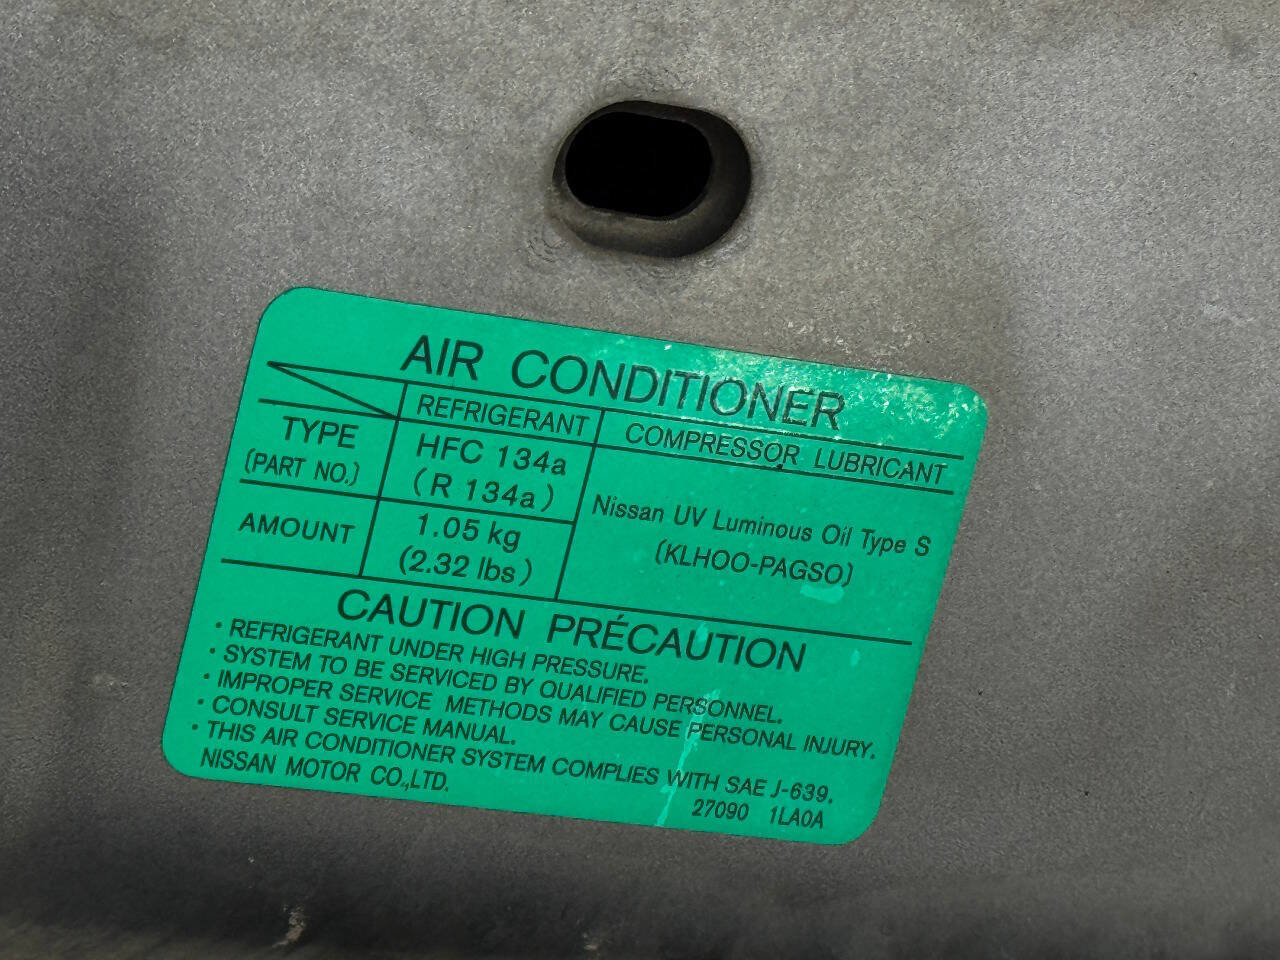 AIR CONDITIONER
REFRIGERANT COMPRESSOR LUBRICANT
TYPE
(PART NO.)
HFC 134a
(R 134a)
Nissan UV Luminous Oil Type S
(KLHOO-PAGSO)
AMOUNT
1.05 kg
(2.32 lbs)
CAUTION PRÉCAUTION
· REFRIGERANT UNDER HIGH PRESSURE.
· SYSTEM TO BE SERVICED BY QUALIFIED PERSONNEL.
· IMPROPER SERVICE METHODS MAY CAUSE PERSONAL INJURY.
· CONSULT SERVICE MANUAL.
· THIS AIR CONDITIONER SYSTEM COMPLIES WITH SAE J-639.
NISSAN MOTOR CO.,LTD.
27090 1LA0A